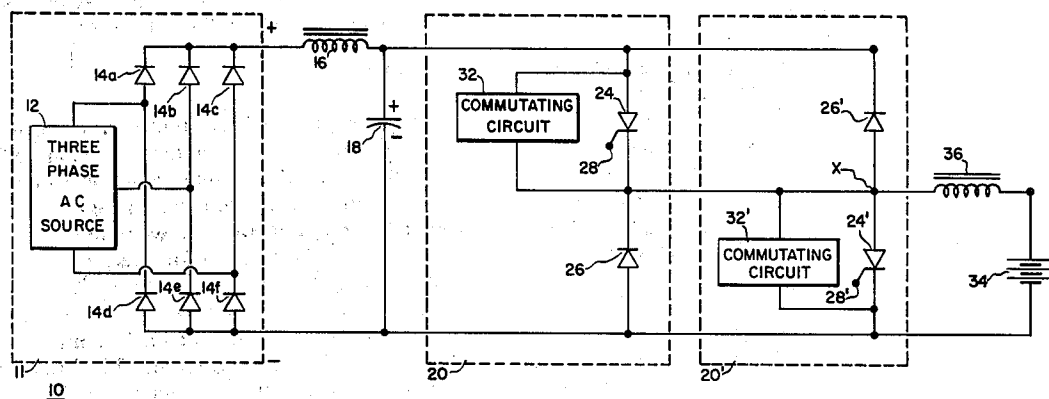 +
16
14a
14b
14c
12
THREE
PHASE
AC
SOURCE
+
18
-
32
COMMUTATING
CIRCUIT
24
28
26'
X
36
32'
COMMUTATING
CIRCUIT
24'
28'
26
34
14d
14e
14f
11
-
20
20'
10